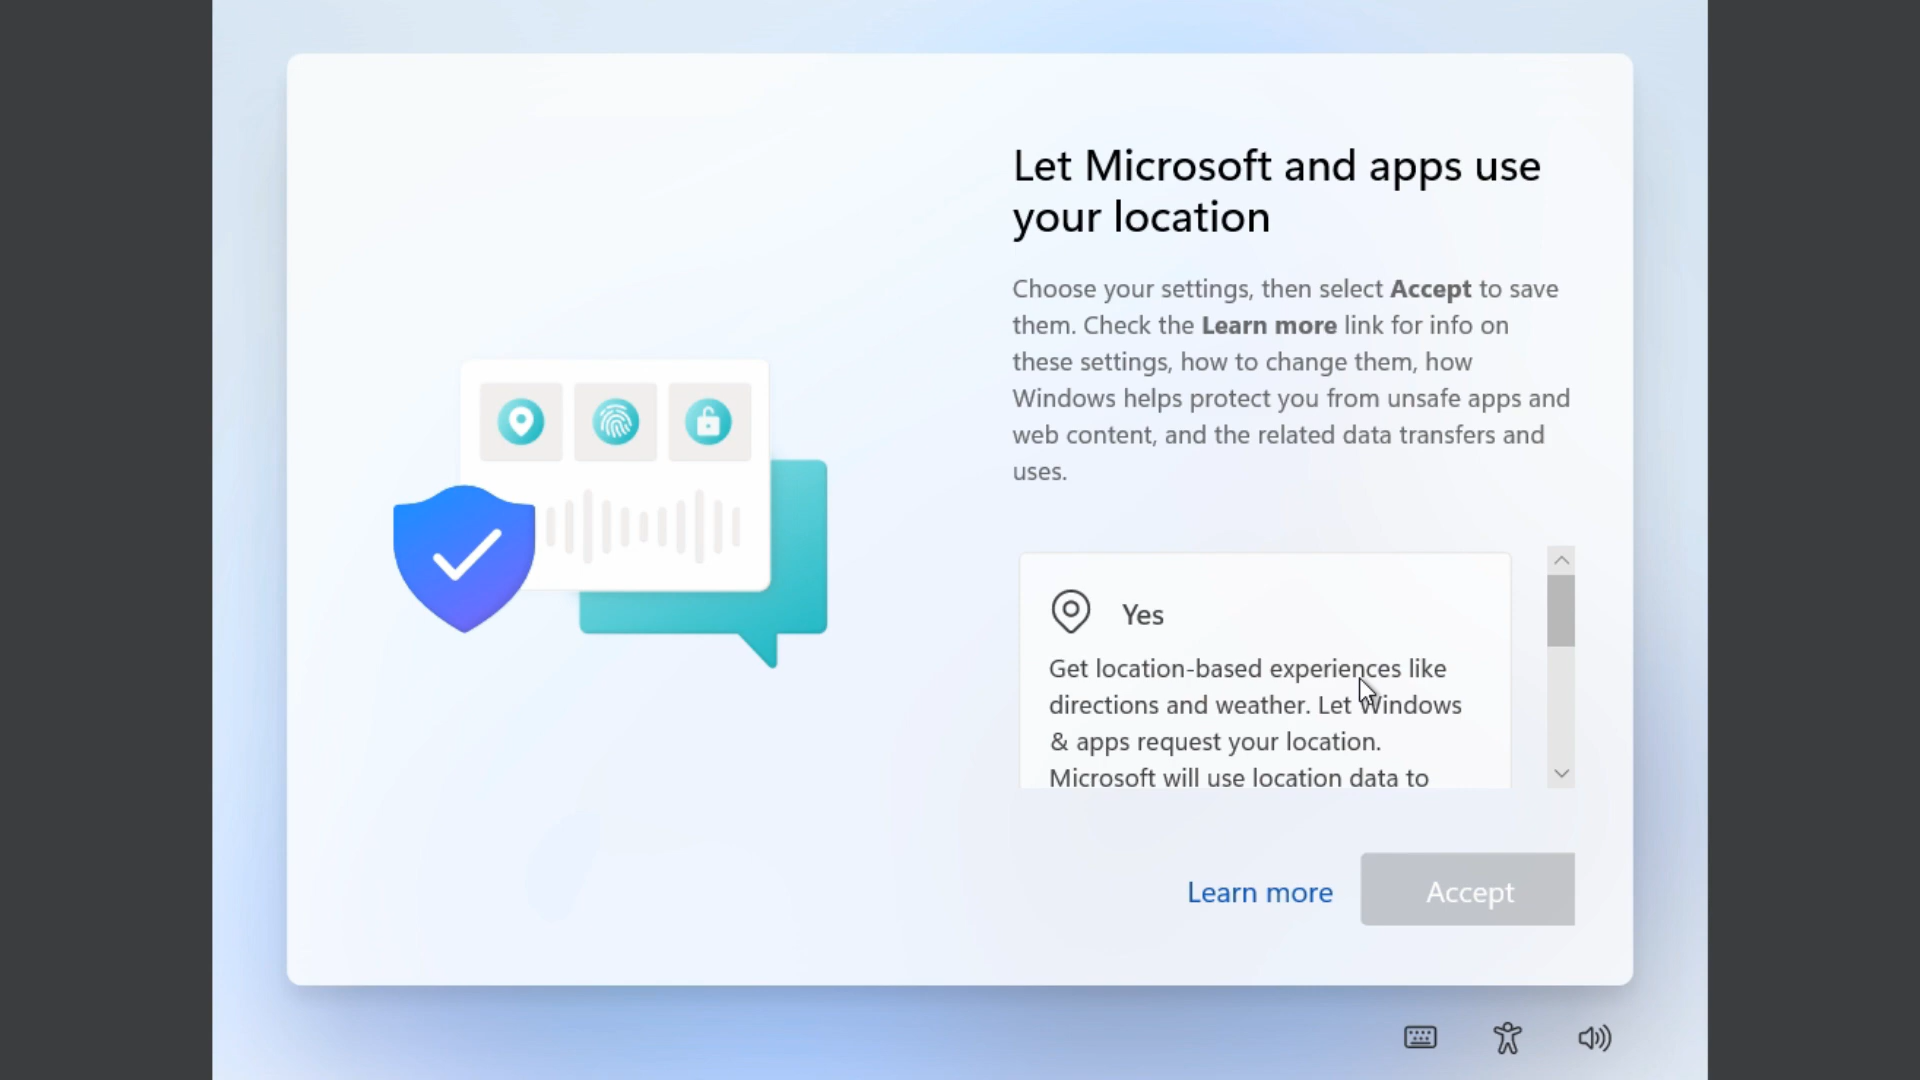 Let Microsoft and apps use
your location
Choose your settings, then select Accept to save
them. Check the Learn more link for info on
these settings, how to change them, how
Windows helps protect you from unsafe apps and
web content, and the related data transfers and
uses.
Yes
Get location-based experiences like
directions and weather. Let Windows
& apps request your location.
Microsoft will use location data to
Learn more
Accept